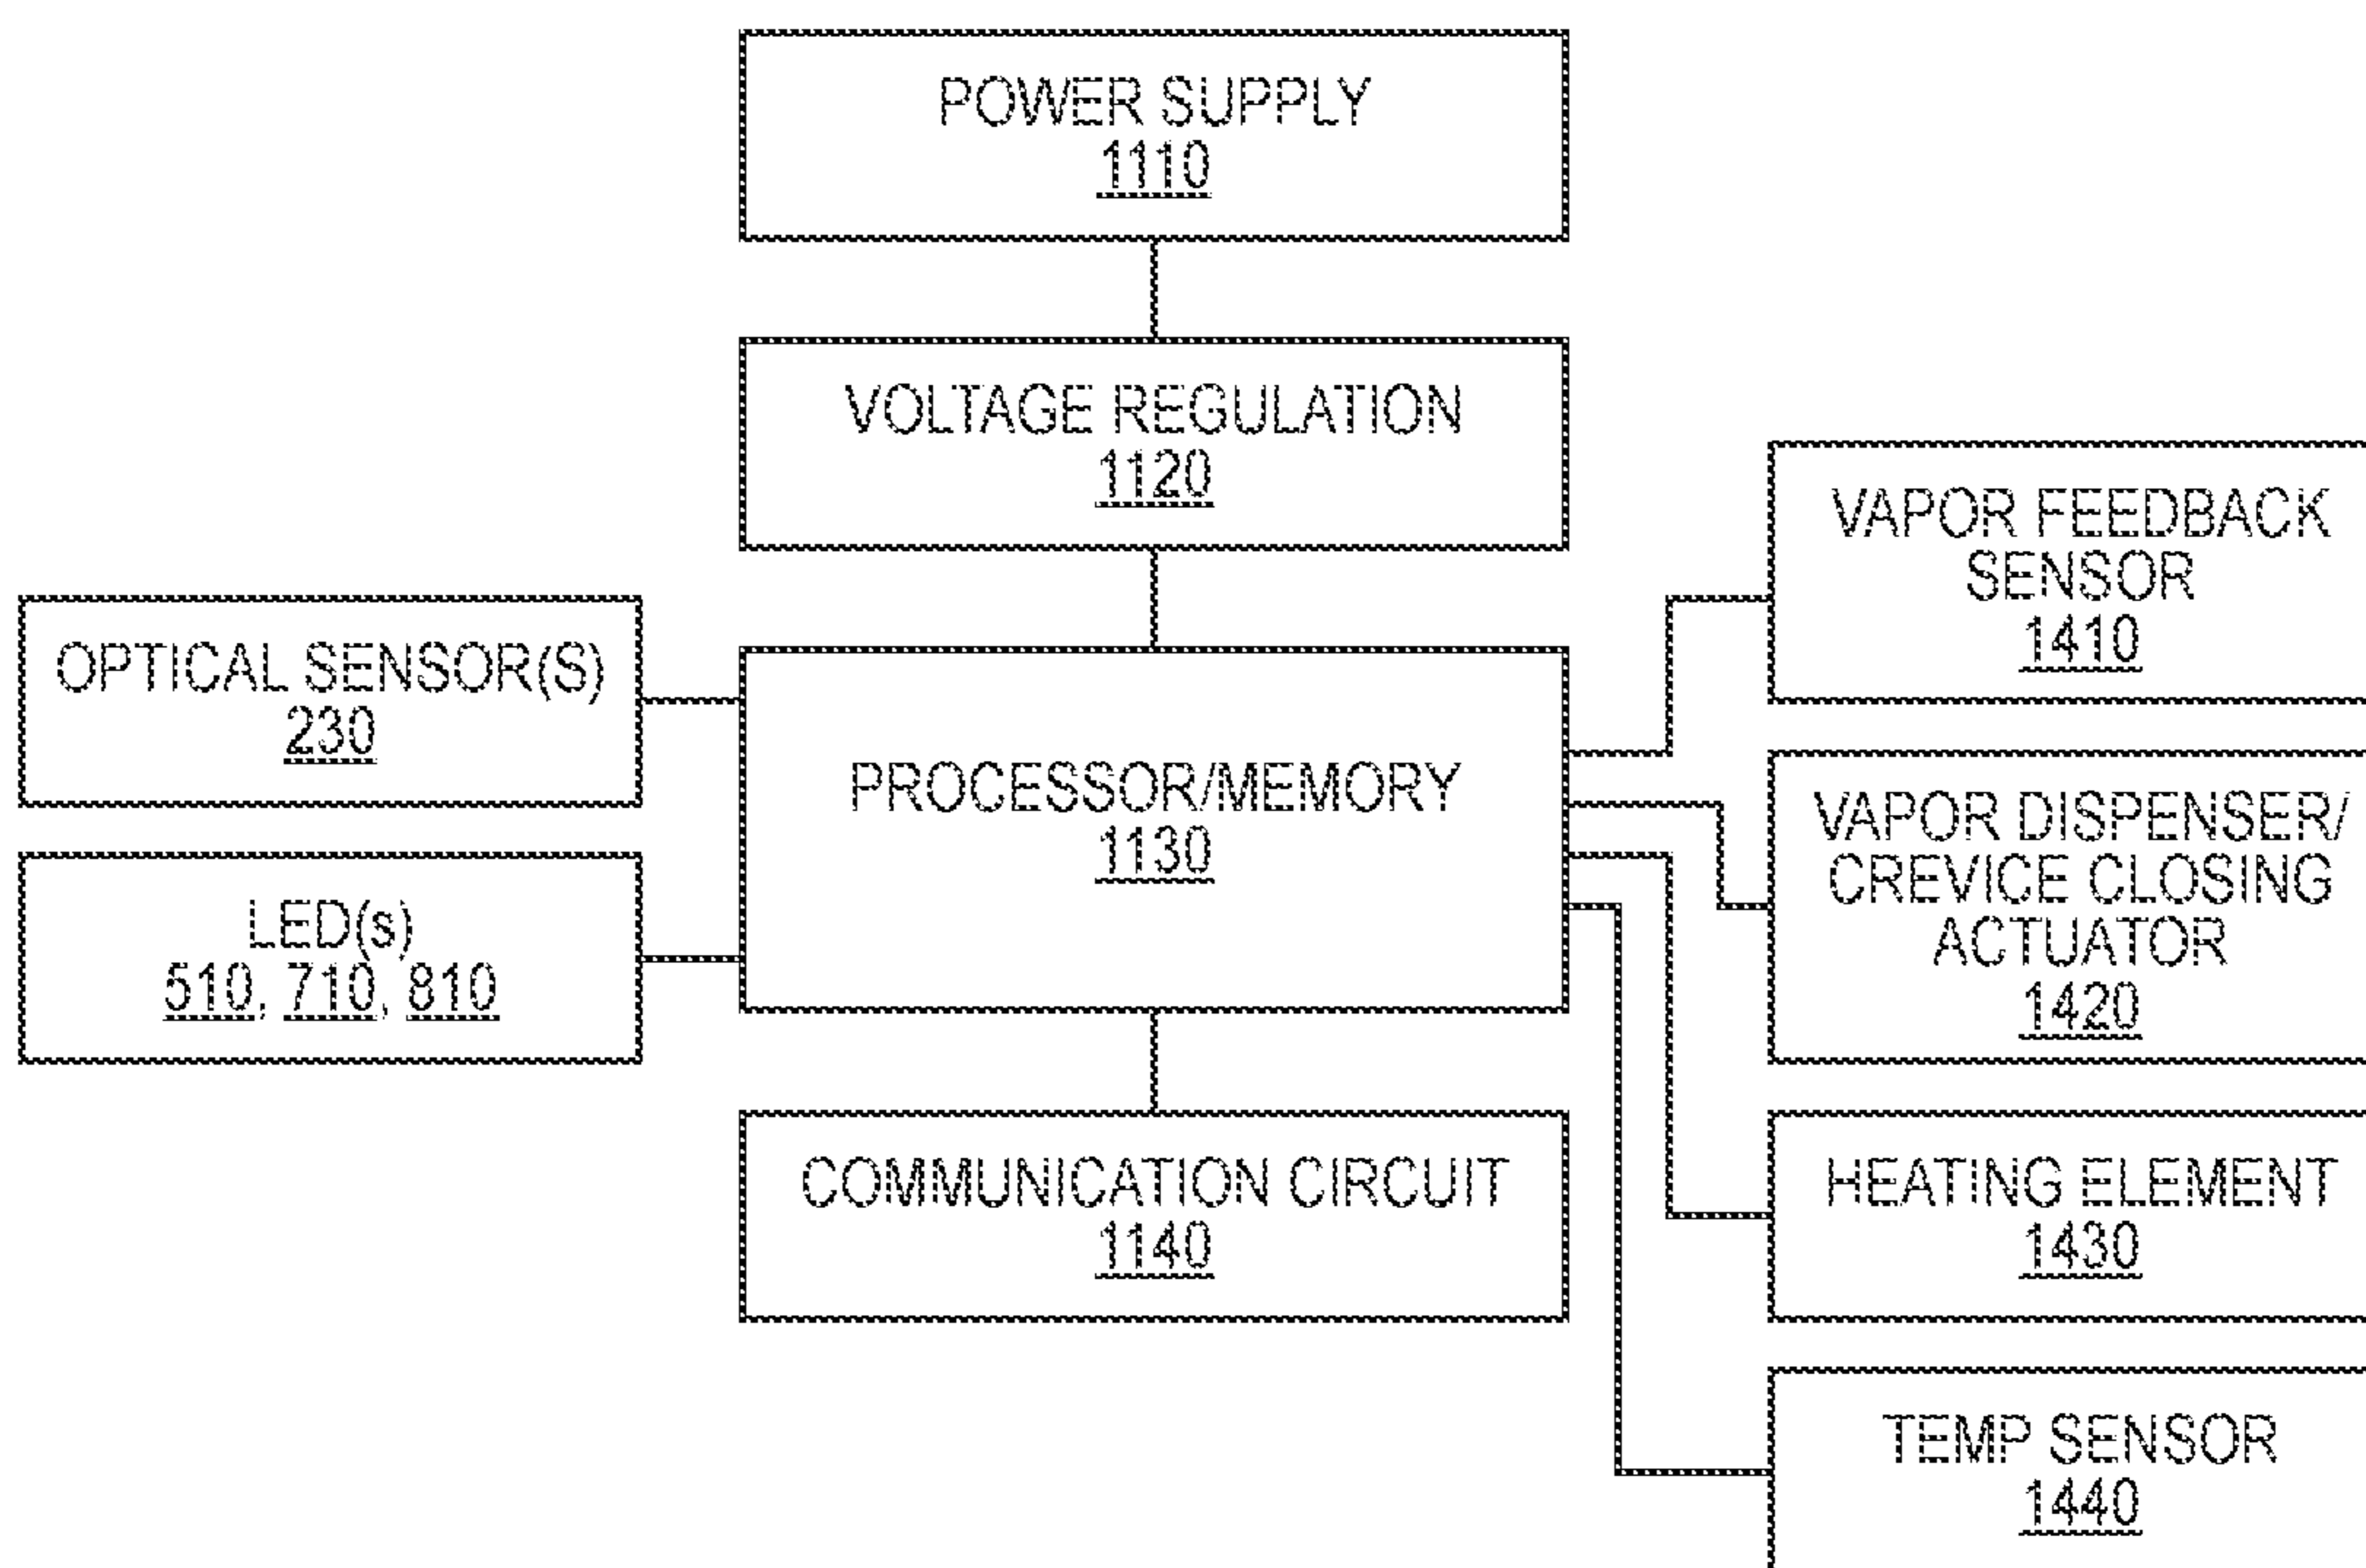 POWER SUPPLY
1110
VOLTAGE REGULATION
1120
OPTICAL SENSOR(S)
230
LED(s)
510, 710, 810
PROCESSOR/MEMORY
1130
COMMUNICATION CIRCUIT
1140
VAPOR FEEDBACK
SENSOR
1410
VAPOR DISPENSER/
CREVICE CLOSING
ACTUATOR
1420
HEATING ELEMENT
1430
TEMP SENSOR
1440